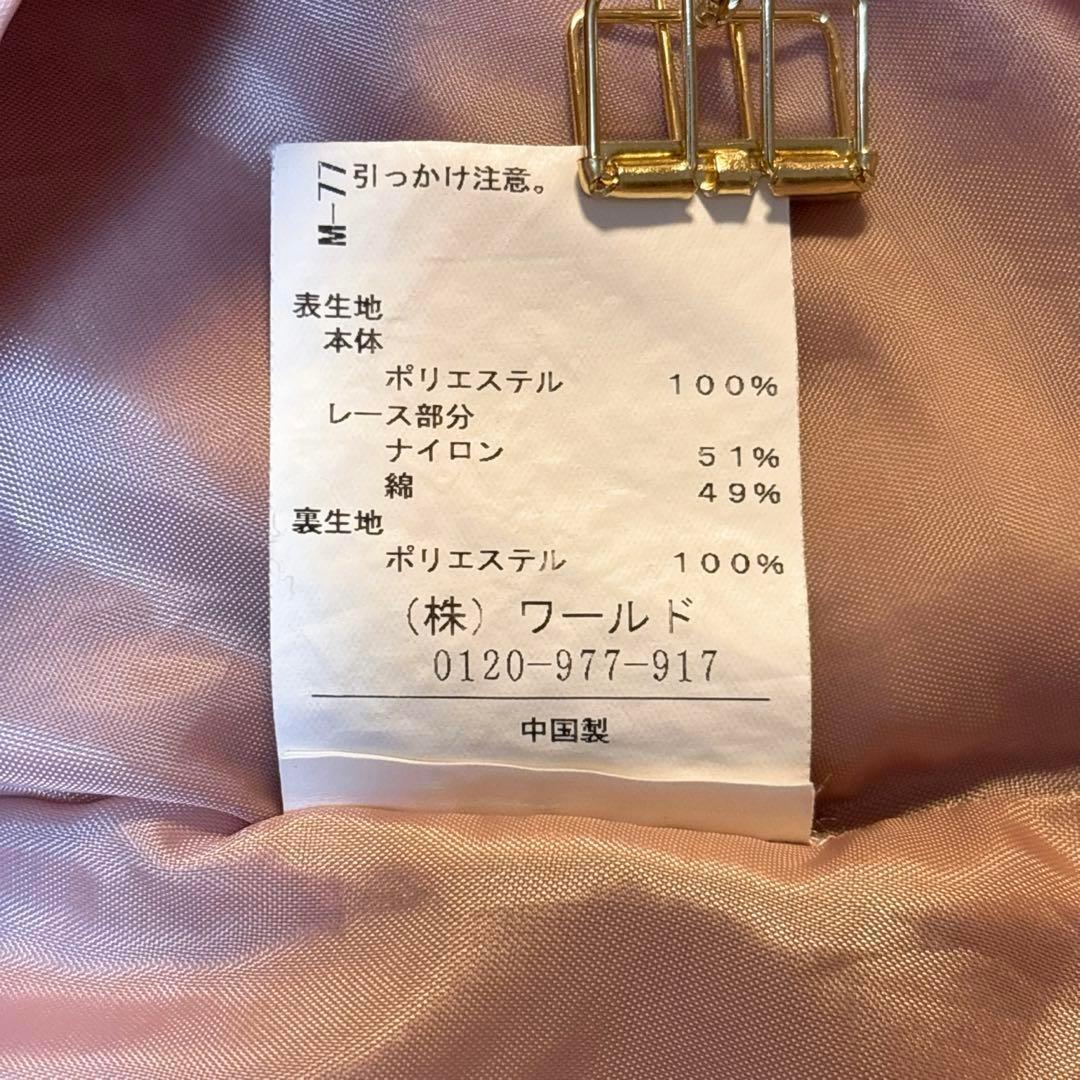 M-77
引っかけ注意。
表生地
本体
ポリエステル 100%
レース部分
ナイロン 51%
綿 49%
裏生地
ポリエステル 100%
(株) ワールド
0120-977-917
中国製